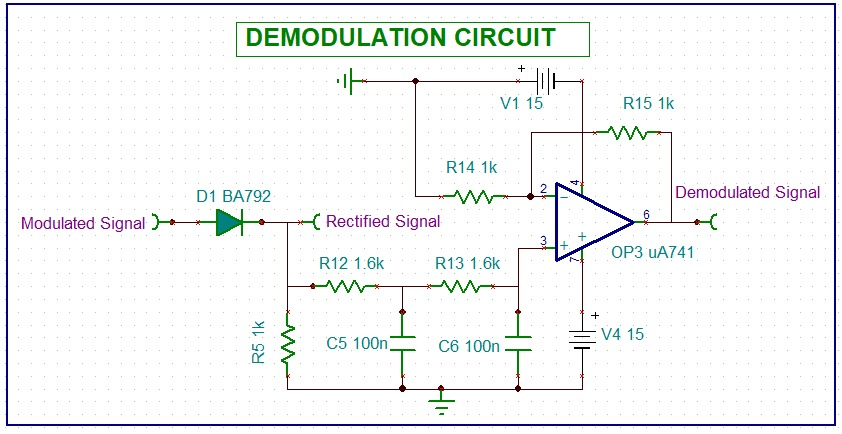 DEMODULATION CIRCUIT
+
V1 15
R15 1k
R14 1k
D1 BA792
2
4
Demodulated Signal
Modulated Signal
Rectified Signal
6
3
OP3 uA741
7
R12 1.6k
R13 1.6k
+
V4 15
R5 1k
C5 100n
C6 100n